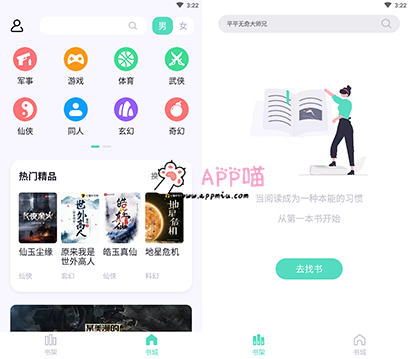 3:22
男 女
军事 游戏 体育 武侠
仙侠 同人 玄幻 奇幻
热门精品
换
长夜余火
世外高人
皓玉真仙
地星危机
仙玉尘缘 原来我是世外高人 皓玉真仙 地星危机
仙侠 玄幻 仙侠 科幻
某美漫的
书架 书城
3:22
平平无奇大师兄
APP喵
www.appmiu.com
当阅读成为一种本能的习惯
从第一本书开始
去找书
书架 书城